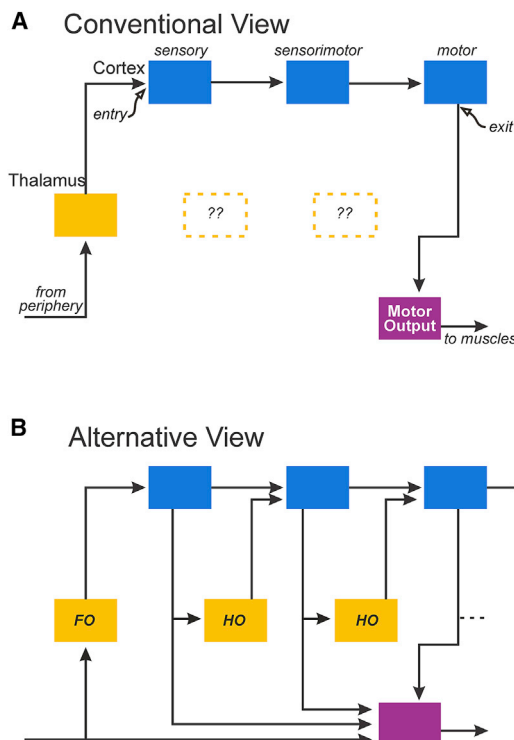 A
Conventional View
sensory
sensorimotor
motor
Cortex
entry
exit
Thalamus
??
??
from
periphery
Motor
Output
to muscles
B
Alternative View
FO
HO
HO